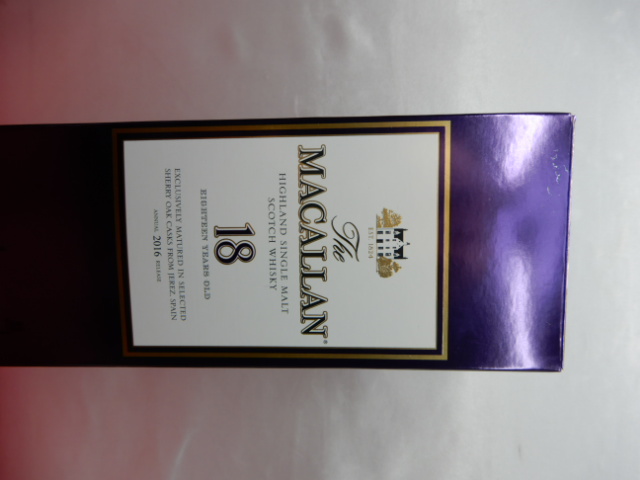 EST. 1824
The
MACALLAN®
HIGHLAND SINGLE MALT
SCOTCH WHISKY
18
EIGHTEEN YEARS OLD
EXCLUSIVELY MATURED IN SELECTED
SHERRY OAK CASKS FROM JEREZ, SPAIN
ANNUAL 2016 RELEASE